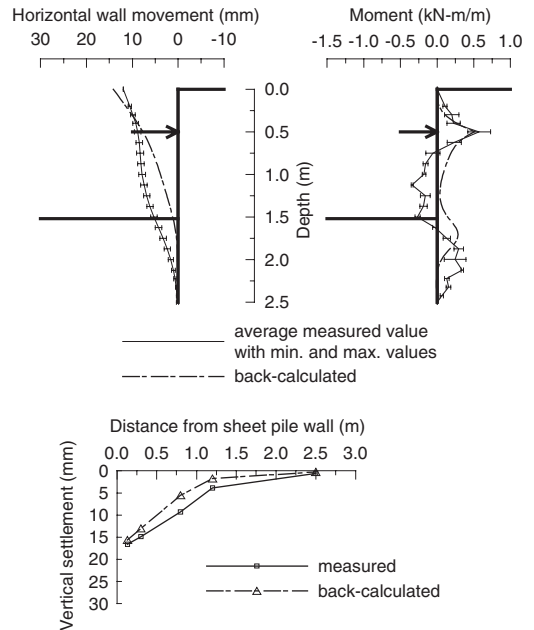 Horizontal wall movement (mm)
30 20 10 0 -10
Moment (kN-m/m)
-1.5 -1.0 -0.5 0.0 0.5 1.0
0.0
0.5
1.0
1.5
2.0
2.5
Depth (m)
average measured value
with min. and max. values
back-calculated
Distance from sheet pile wall (m)
0.0 0.5 1.0 1.5 2.0 2.5 3.0
0
5
10
15
20
25
30
Vertical settlement (mm)
measured
back-calculated